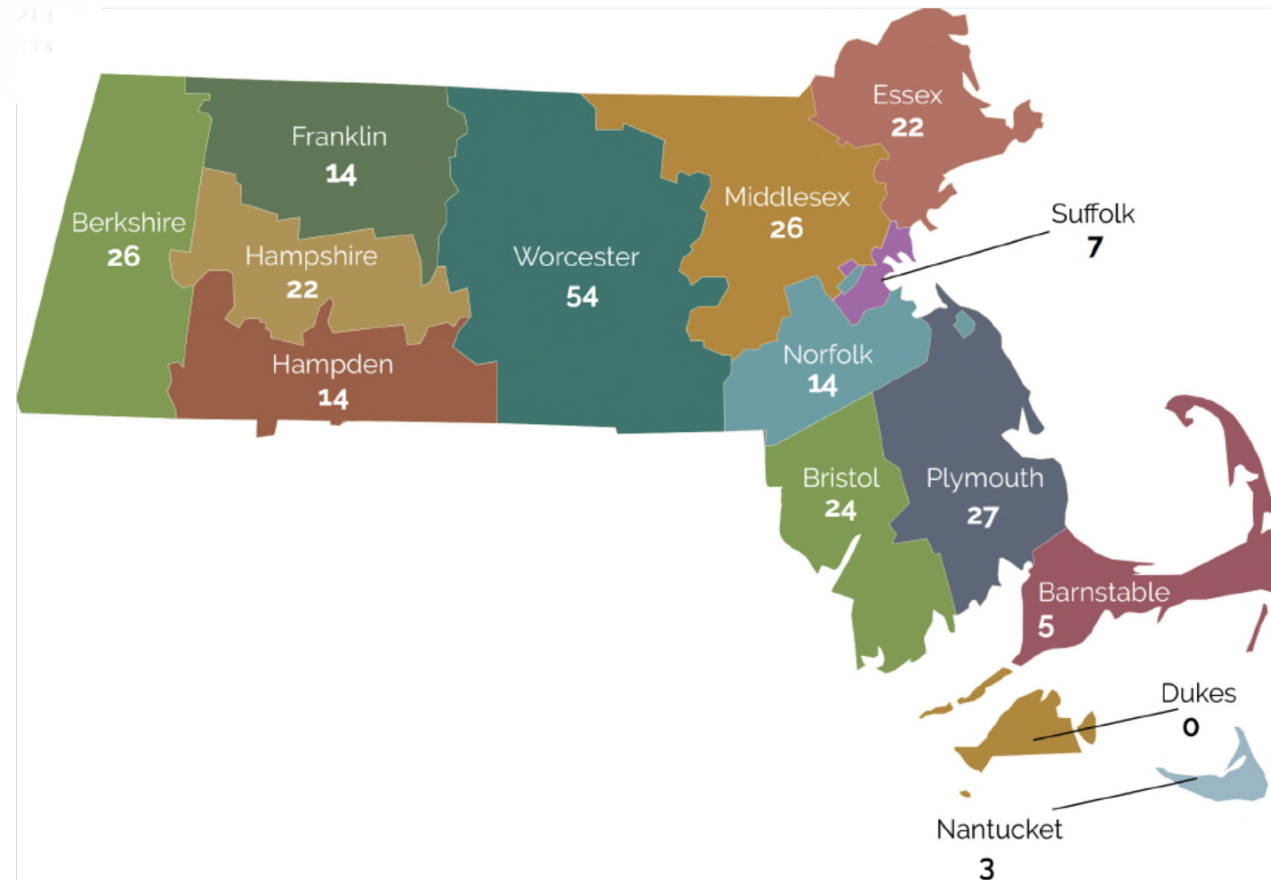 TTS
Essex
22
Franklin
14
Middlesex
26
Suffolk
7
Berkshire
26
Hampshire
22
Worcester
54
Norfolk
14
Hampden
14
Bristol
24
Plymouth
27
Barnstable
5
Dukes
0
Nantucket
3